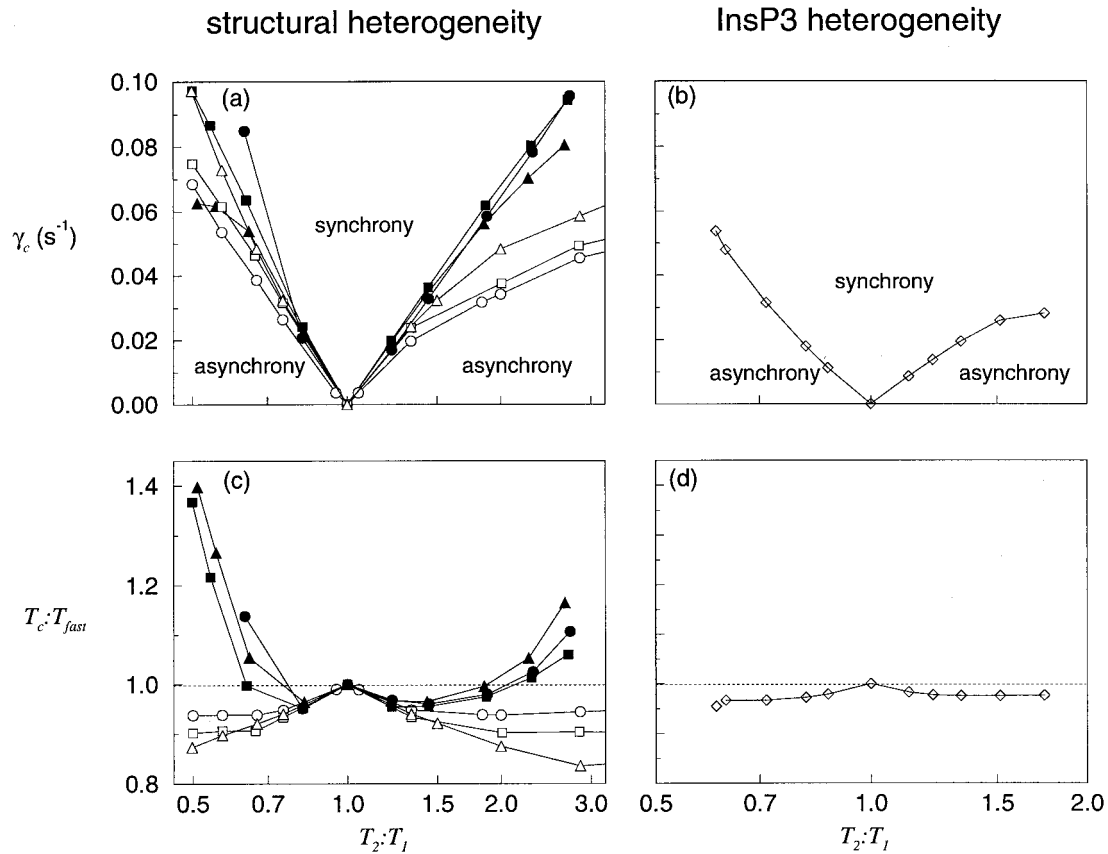 structural heterogeneity
InsP3 heterogeneity
(a)
(b)
γc (s-1)
0.10
0.08
0.06
0.04
0.02
0.00
synchrony
asynchrony
asynchrony
synchrony
asynchrony
asynchrony
(c)
(d)
Tc:Tfast
1.4
1.2
1.0
0.8
0.5 0.7 1.0 1.5 2.0 3.0
0.5 0.7 1.0 1.5 2.0
T2:T1
T2:T1